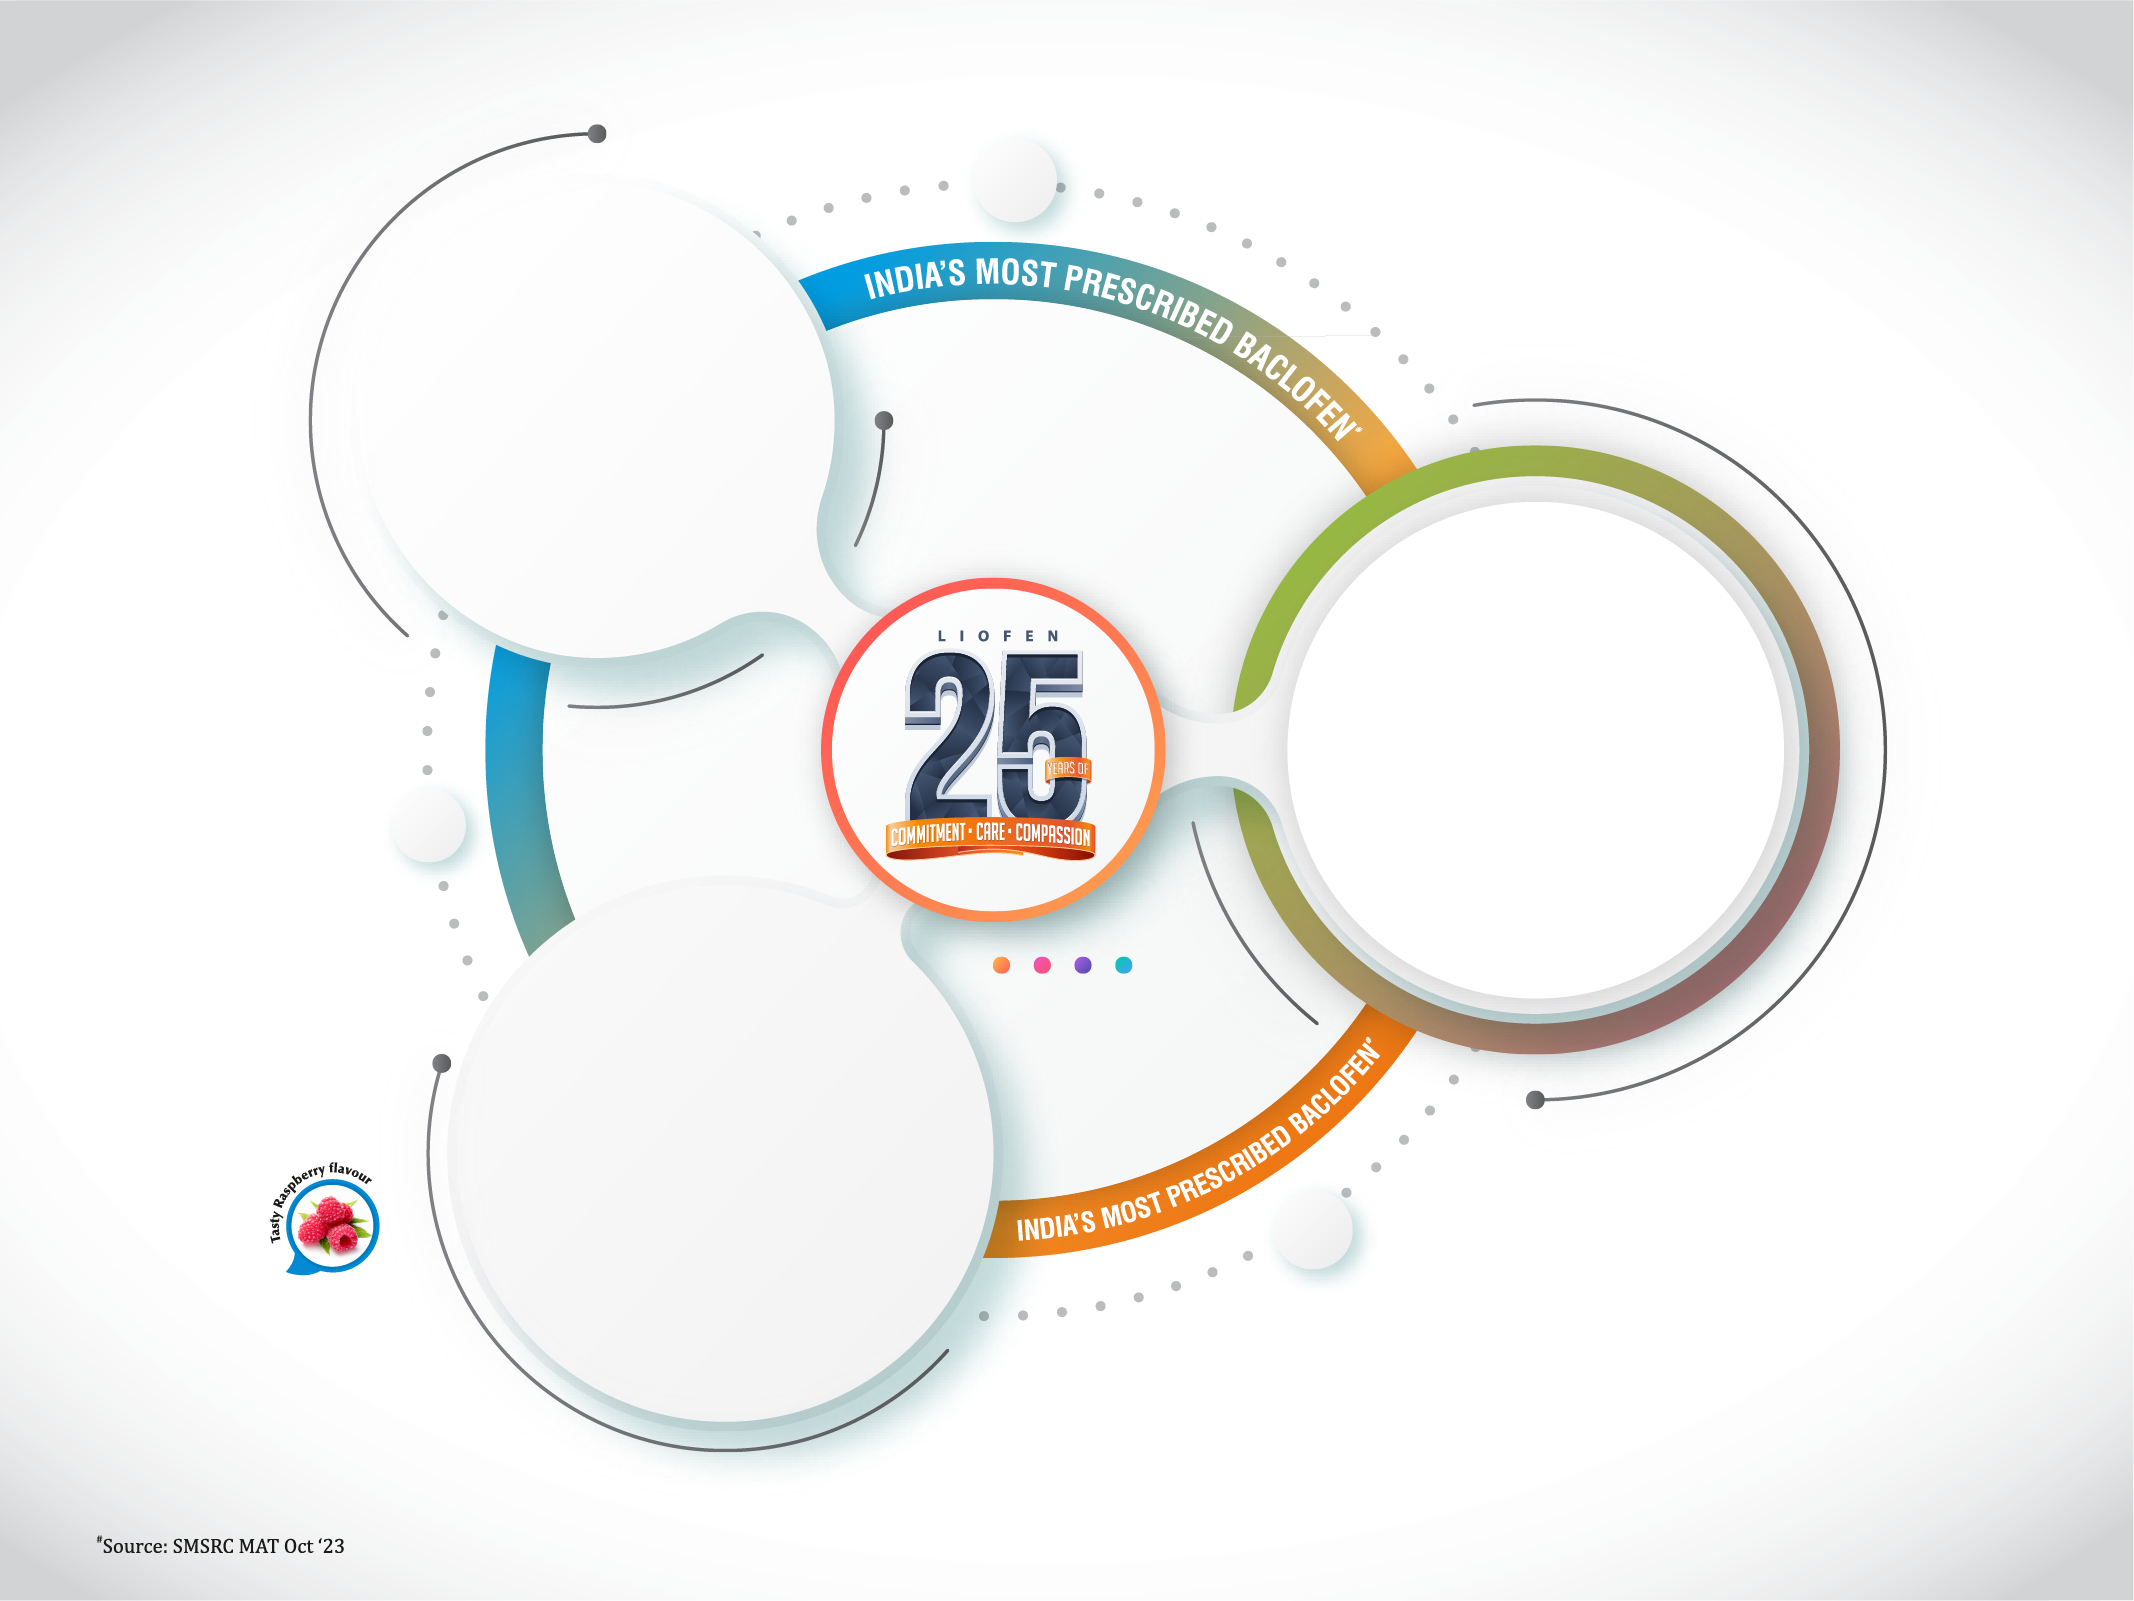 INDIA'S MOST PRESCRIBED BACLOFEN#
LIOFEN
25
YEARS OF
COMMITMENT • CARE • COMPASSION
INDIA'S MOST PRESCRIBED BACLOFEN#
Tasty Raspberry flavour
#Source: SMSRC MAT Oct ‘23